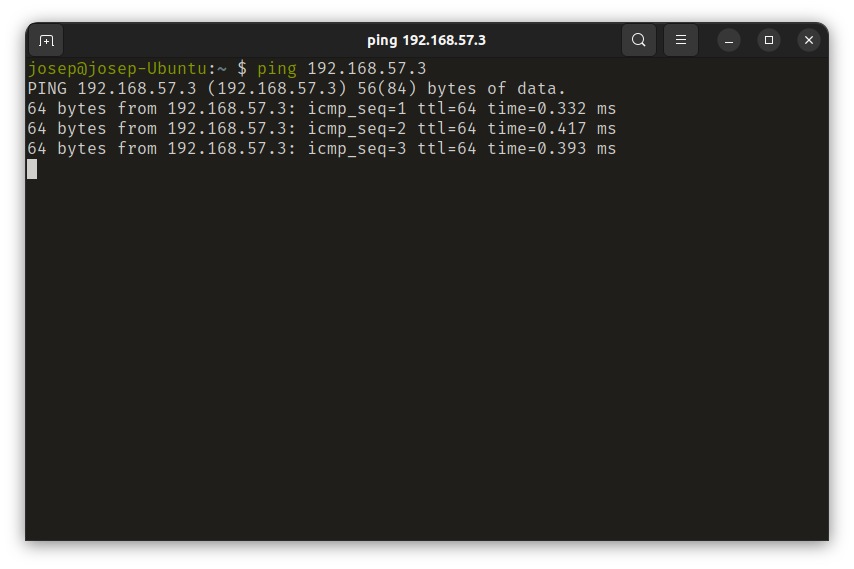 ping 192.168.57.3
josep@josep-Ubuntu:~ $ ping 192.168.57.3
PING 192.168.57.3 (192.168.57.3) 56(84) bytes of data.
64 bytes from 192.168.57.3: icmp_seq=1 ttl=64 time=0.332 ms
64 bytes from 192.168.57.3: icmp_seq=2 ttl=64 time=0.417 ms
64 bytes from 192.168.57.3: icmp_seq=3 ttl=64 time=0.393 ms